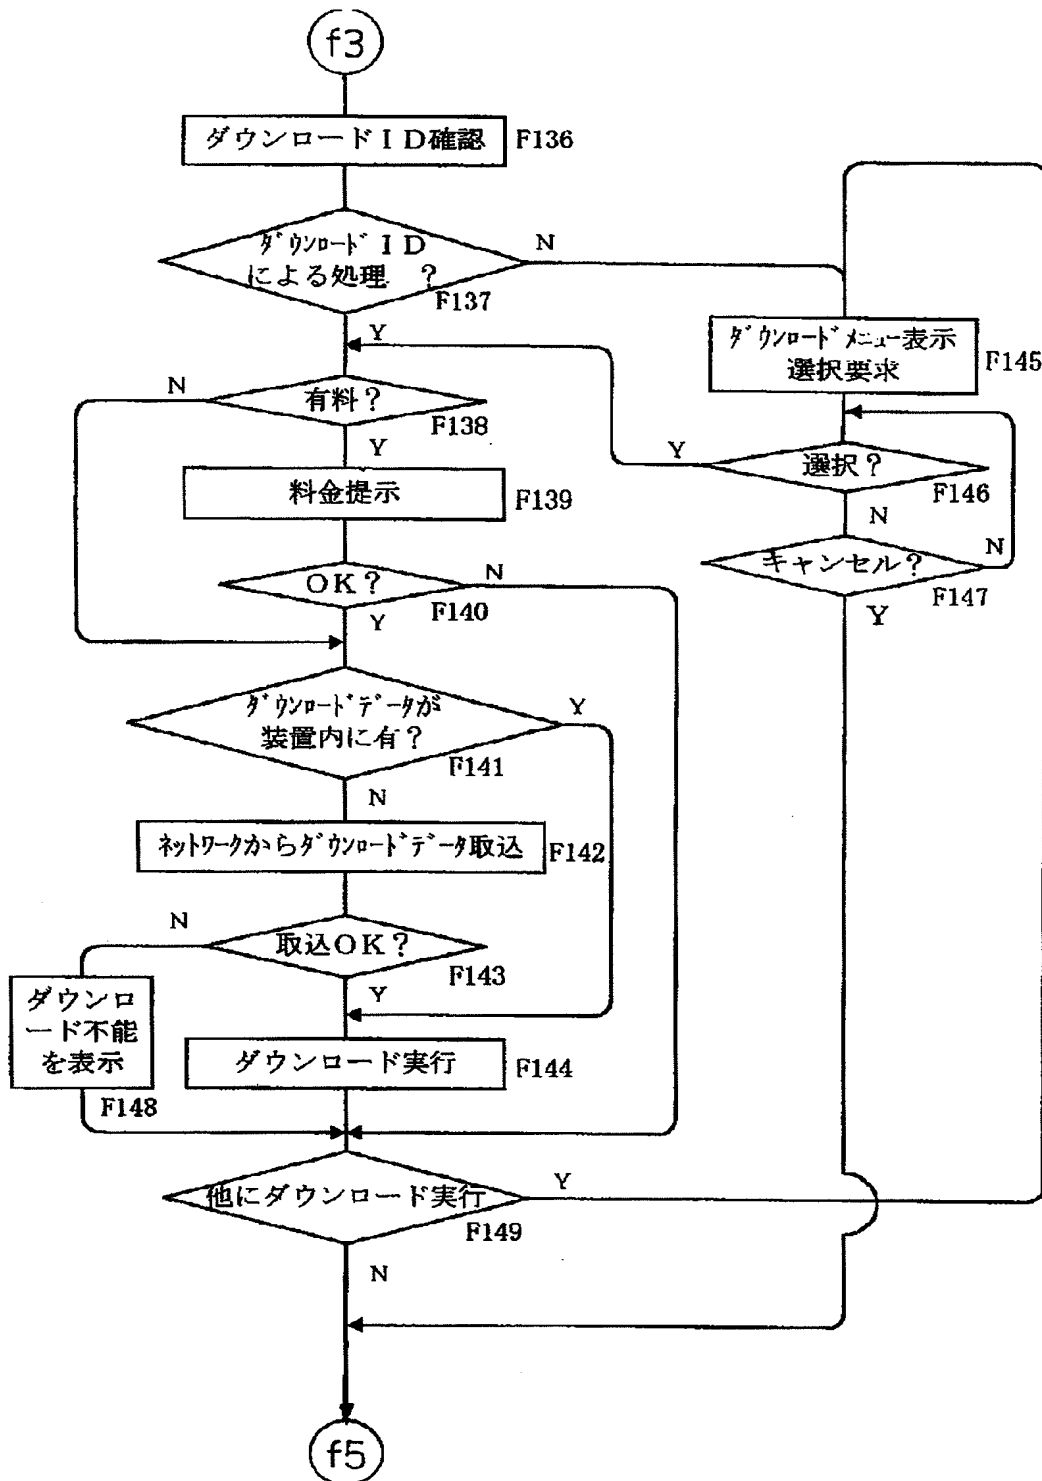 f3
ダウンロードＩＤ確認
F136
ﾀﾞｳﾝﾛｰﾄﾞＩＤ
による処理 ?
F137
N
Y
ﾀﾞｳﾝﾛｰﾄﾞﾒﾆｭｰ表示
選択要求
F145
有料?
F138
N
Y
選択?
F146
Y
N
料金提示
F139
キャンセル?
F147
N
Y
OK?
F140
N
Y
ﾀﾞｳﾝﾛｰﾄﾞﾃﾞｰﾀが
装置内に有?
F141
Y
N
ﾈｯﾄﾜｰｸからﾀﾞｳﾝﾛｰﾄﾞﾃﾞｰﾀ取込
F142
取込OK?
F143
N
Y
ダウンロ
ード不能
を表示
F148
ダウンロード実行
F144
他にダウンロード実行
F149
Y
N
f5